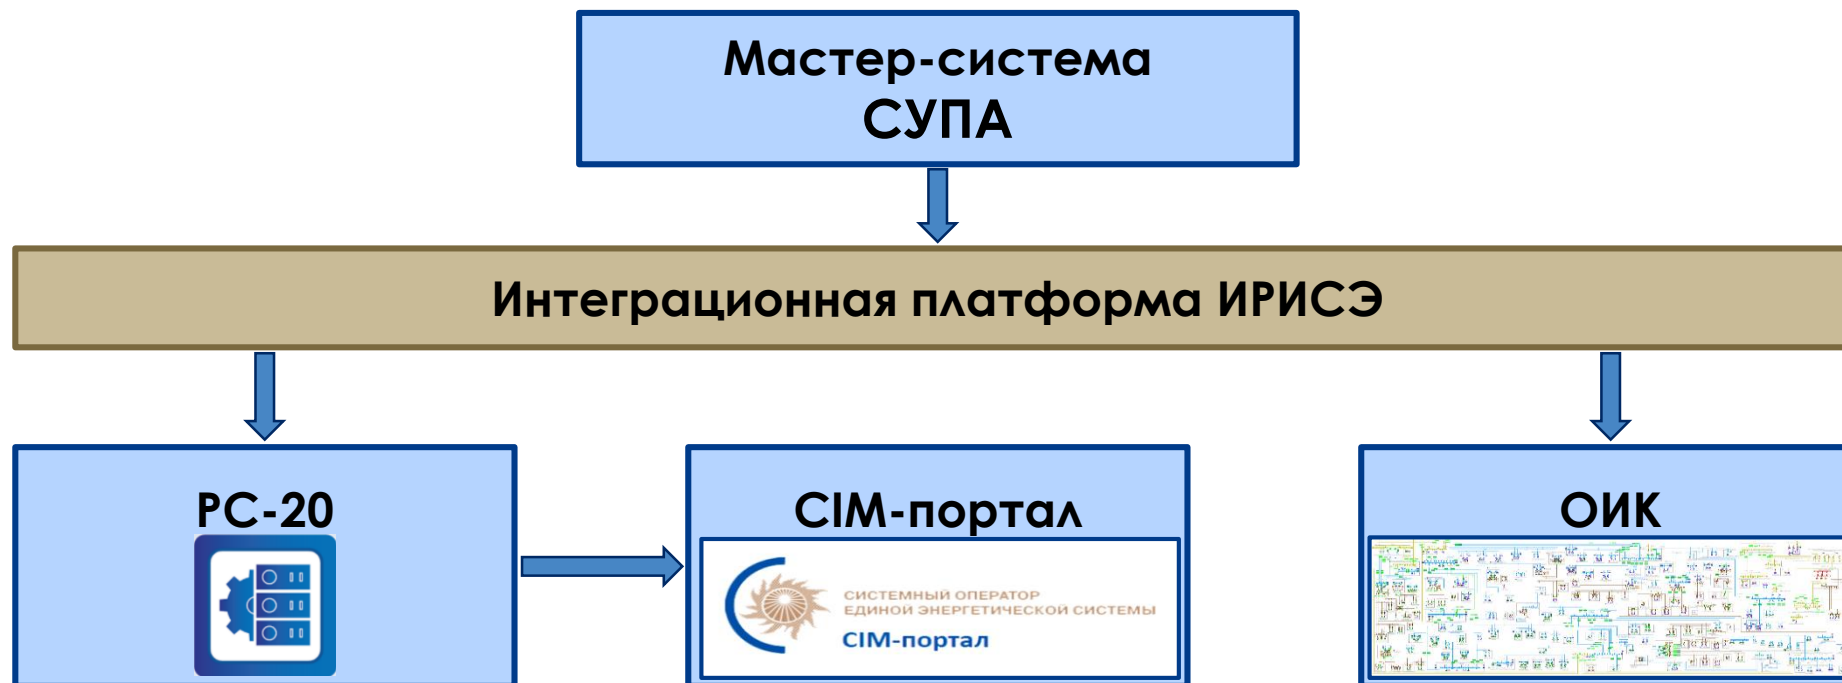 Мастер-система
СУПА
Интеграционная платформа ИРИСЭ
РС-20
CIM-портал
ОИК
СИСТЕМНЫЙ ОПЕРАТОР
ЕДИНОЙ ЭНЕРГЕТИЧЕСКОЙ СИСТЕМЫ
CIM-портал